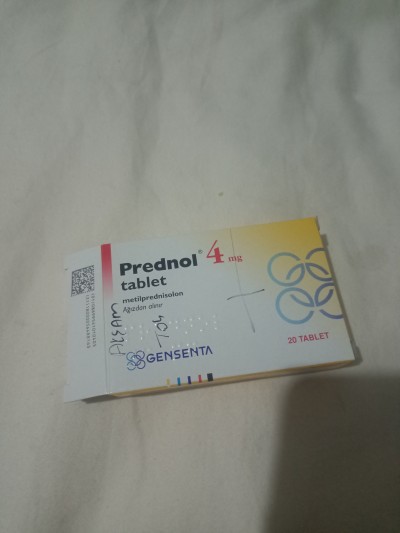 Prednol® 4 mg
tablet
metilprednisolon
Ağızdan alınır
GENSENTA
20 TABLET